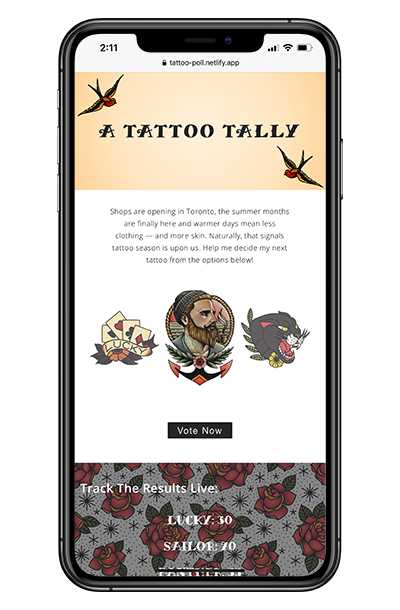 2:11
tattoo-poll.netlify.app
A TATTOO TALLY
Shops are opening in Toronto, the summer months
are finally here and warmer days mean less
clothing — and more skin. Naturally, that signals
tattoo season is upon us. Help me decide my next
tattoo from the options below!
LUCKY
Vote Now
Track The Results Live:
LUCKY: 30
SAILOR: 70